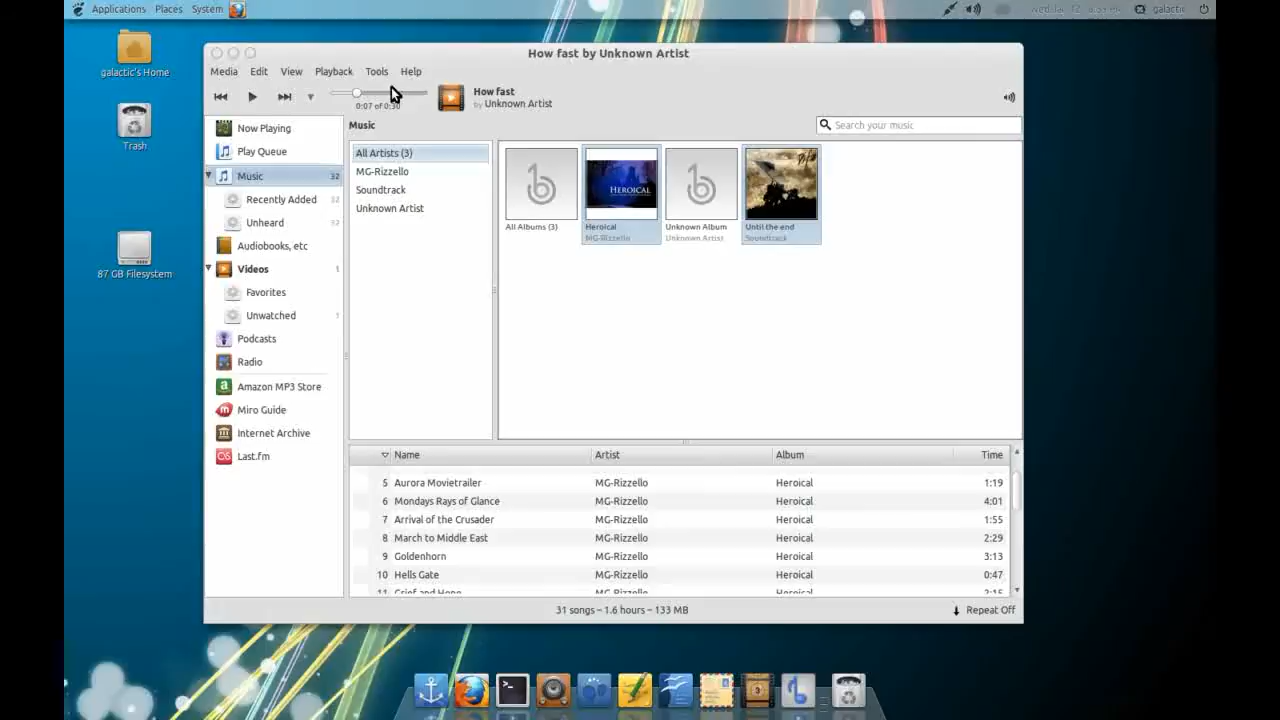 Applications Places System
galactic
galactic's Home
Trash
87 GB Filesystem
How fast by Unknown Artist
Media Edit View Playback Tools Help
0:07 of 0:30
How fast
by Unknown Artist
Now Playing
Play Queue
Music 32
Recently Added 32
Unheard 32
Audiobooks, etc
Videos 1
Favorites
Unwatched 1
Podcasts
Radio
Amazon MP3 Store
Miro Guide
Internet Archive
Last.fm
Music
Search your music
All Artists (3)
MG-Rizzello
Soundtrack
Unknown Artist
All Albums (3)
HEROICAL
Heroical
MG-Rizzello
Unknown Album
Unknown Artist
Until the end
Soundtrack
Name Artist Album Time
5 Aurora Movietrailer MG-Rizzello Heroical 1:19
6 Mondays Rays of Glance MG-Rizzello Heroical 4:01
7 Arrival of the Crusader MG-Rizzello Heroical 1:55
8 March to Middle East MG-Rizzello Heroical 2:29
9 Goldenhorn MG-Rizzello Heroical 3:13
10 Hells Gate MG-Rizzello Heroical 0:47
11 Grief and Hope MG-Rizzello Heroical 2:15
31 songs – 1.6 hours – 133 MB
Repeat Off